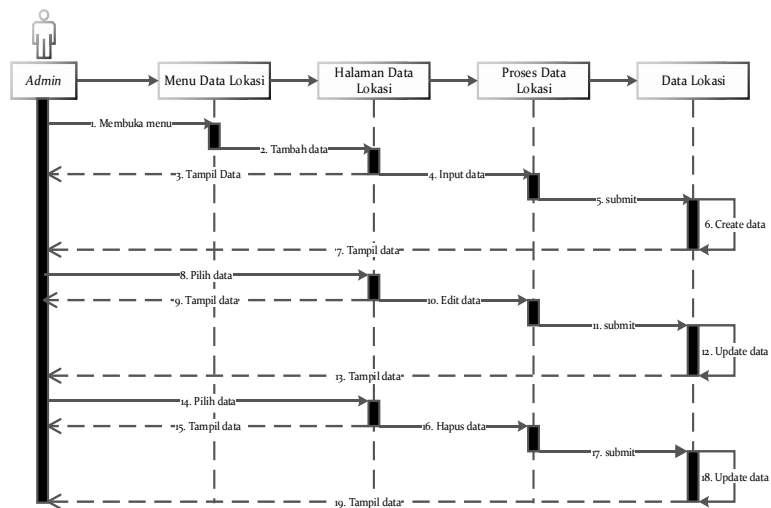 Admin
Menu Data Lokasi
Halaman Data
Lokasi
Proses Data
Lokasi
Data Lokasi
1. Membuka menu
2. Tambah data
3. Tampil Data
4. Input data
5. submit
6. Create data
7. Tampil data
8. Pilih data
9. Tampil data
10. Edit data
11. submit
12. Update data
13. Tampil data
14. Pilih data
15. Tampil data
16. Hapus data
17. submit
18. Update data
19. Tampil data